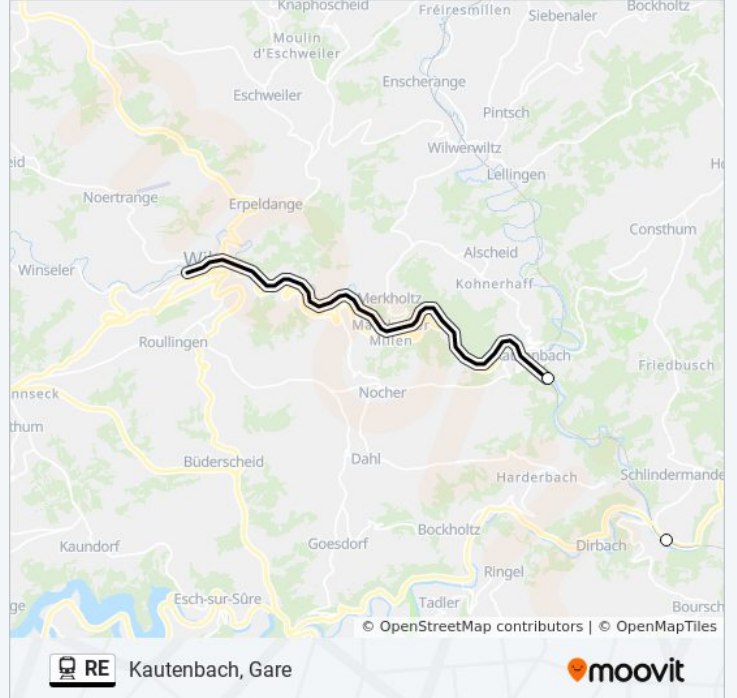 Knaphoscheid
Fréiresmillen
Siebenaler
Bockholtz
Moulin
d'Eschweiler
Enscherange
Eschweiler
Pintsch
Wilwerwiltz
Lellingen
Noertrange
Erpeldange
Consthum
Alscheid
Winseler
Kohnerhaff
Merkholtz
Roullingen
Friedbusch
Nocher
Dahl
Büderscheid
Harderbach
Schlindermande
Bockholtz
Kaundorf
Goesdorf
Dirbach
Ringel
Esch-sur-Sûre
Tadler
Boursch
© OpenStreetMap contributors | © OpenMapTiles
RE Kautenbach, Gare
moovit